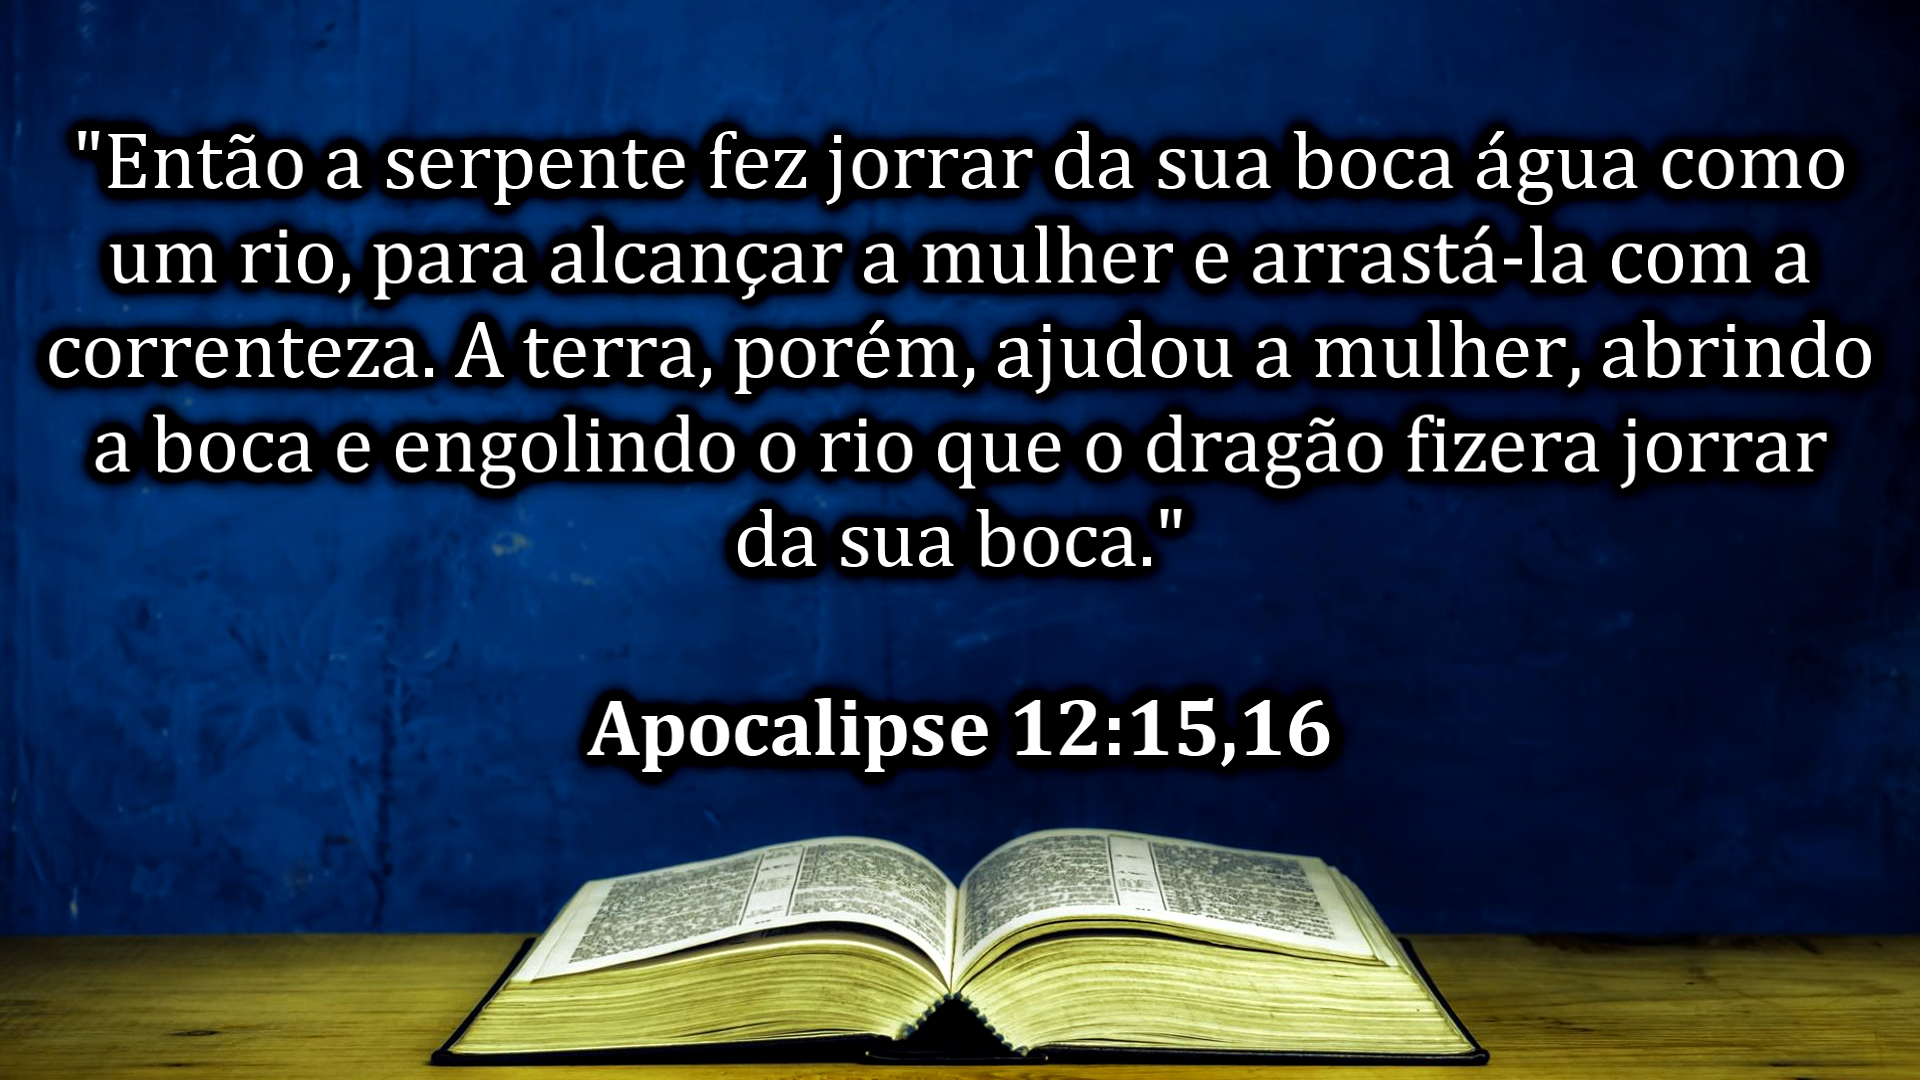 "Então a serpente fez jorrar da sua boca água como
um rio, para alcançar a mulher e arrastá-la com a
correnteza. A terra, porém, ajudou a mulher, abrindo
a boca e engolindo o rio que o dragão fizera jorrar
da sua boca."
Apocalipse 12:15,16